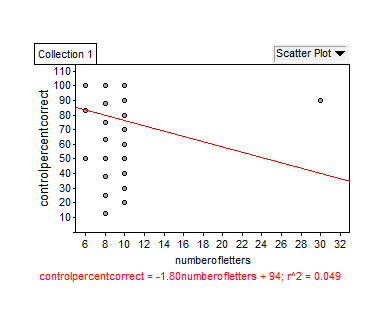 Collection 1
Scatter Plot
controlpercentcorrect
110
100
90
80
70
60
50
40
30
20
10
6 8 10 12 14 16 18 20 22 24 26 28 30 32
numberofletters
controlpercentcorrect = -1.80numberofletters + 94; r^2 = 0.049